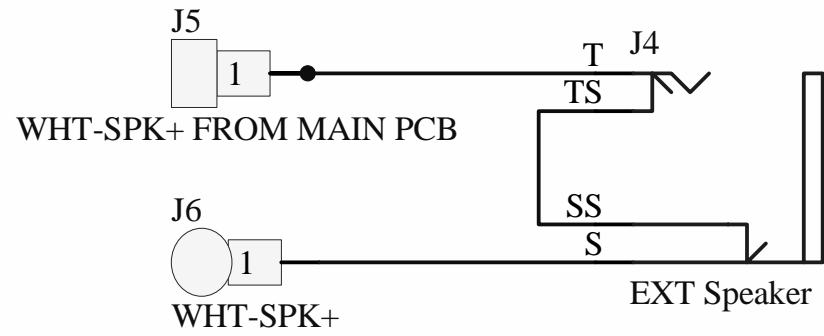 J5
1
T
J4
TS
WHT-SPK+ FROM MAIN PCB
SS
J6
1
S
EXT Speaker
WHT-SPK+